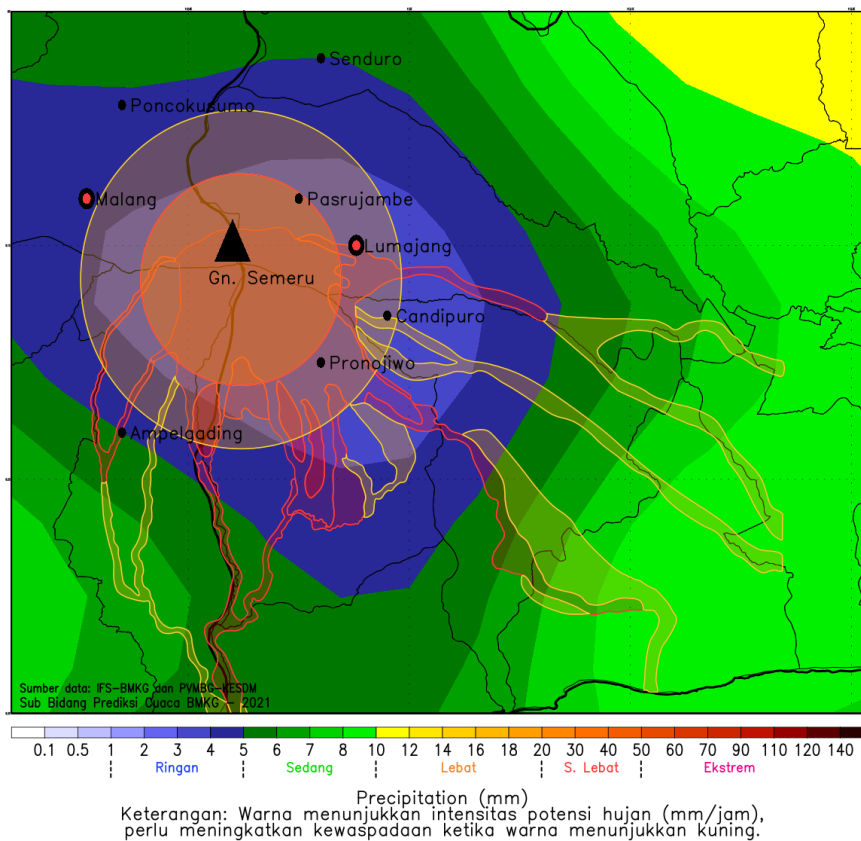 Senduro
Poncokusumo
Malang
Pasrujambe
Lumajang
Gn. Semeru
Candipuro
Pronojiwo
Ampelgading
Sumber data: IFS-BMKG dan PVMBG-KESDM
Sub Bidang Prediksi Cuaca BMKG - 2021
0.1 0.5 1 2 3 4 5 6 7 8 10 12 14 16 18 20 30 40 50 60 70 90 110 120 140
Ringan Sedang Lebat S. Lebat Ekstrem
Precipitation (mm)
Keterangan: Warna menunjukkan intensitas potensi hujan (mm/jam),
perlu meningkatkan kewaspadaan ketika warna menunjukkan kuning.